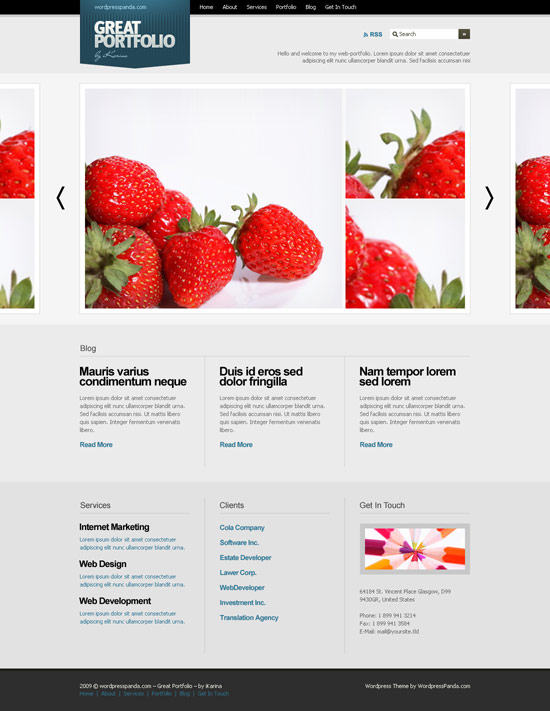 wordpresspanda.com
Home About Services Portfolio Blog Get In Touch
GREAT
PORTFOLIO
by iKarina
RSS
Search
Hello and welcome to my web-portfolio. Lorem ipsum dolor sit amet consectetuer
adipiscing elit nunc ullamcorper blandit urna. Sed facilisis accumsan nisi
Blog
Mauris varius
condimentum neque
Lorem ipsum dolor sit amet consectetuer
adipiscing elit nunc ullamcorper blandit urna.
Sed facilisis accumsan nisi. Ut mattis libero
quis sapien. Integer fermentum venenatis
libero.
Read More
Duis id eros sed
dolor fringilla
Lorem ipsum dolor sit amet consectetuer
adipiscing elit nunc ullamcorper blandit urna.
Sed facilisis accumsan nisi. Ut mattis libero
quis sapien. Integer fermentum venenatis
libero.
Read More
Nam tempor lorem
sed lorem
Lorem ipsum dolor sit amet consectetuer
adipiscing elit nunc ullamcorper blandit urna.
Sed facilisis accumsan nisi. Ut mattis libero
quis sapien. Integer fermentum venenatis
libero.
Read More
Services
Internet Marketing
Lorem ipsum dolor sit amet consectetuer
adipiscing elit nunc ullamcorper blandit urna.
Web Design
Lorem ipsum dolor sit amet consectetuer
adipiscing elit nunc ullamcorper blandit urna.
Web Development
Lorem ipsum dolor sit amet consectetuer
adipiscing elit nunc ullamcorper blandit urna.
Clients
Cola Company
Software Inc.
Estate Developer
Lawer Corp.
WebDeveloper
Investment Inc.
Translation Agency
Get In Touch
64184 St. Vincent Place Glasgow, D99
9430GR, United States
Phone: 1 899 941 3214
Fax: 1 899 941 3584
E-Mail: mail@yoursite.tld
2009 © wordpresspanda.com – Great Portfolio – by iKarina
Home | About | Services | Portfolio | Blog | Get In Touch
Wordpress Theme by WordpressPanda.com